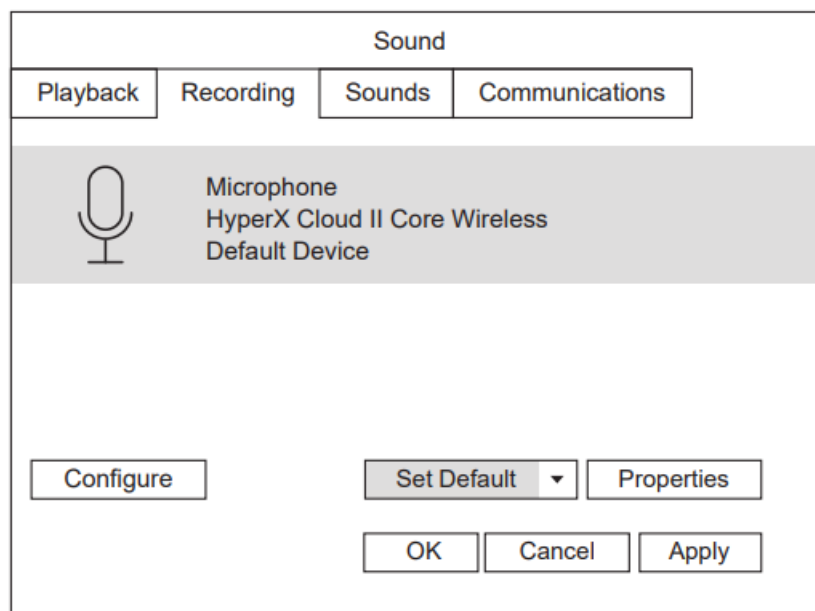 Sound
Playback Recording Sounds Communications
Microphone
HyperX Cloud II Core Wireless
Default Device
Configure Set Default Properties
OK Cancel Apply